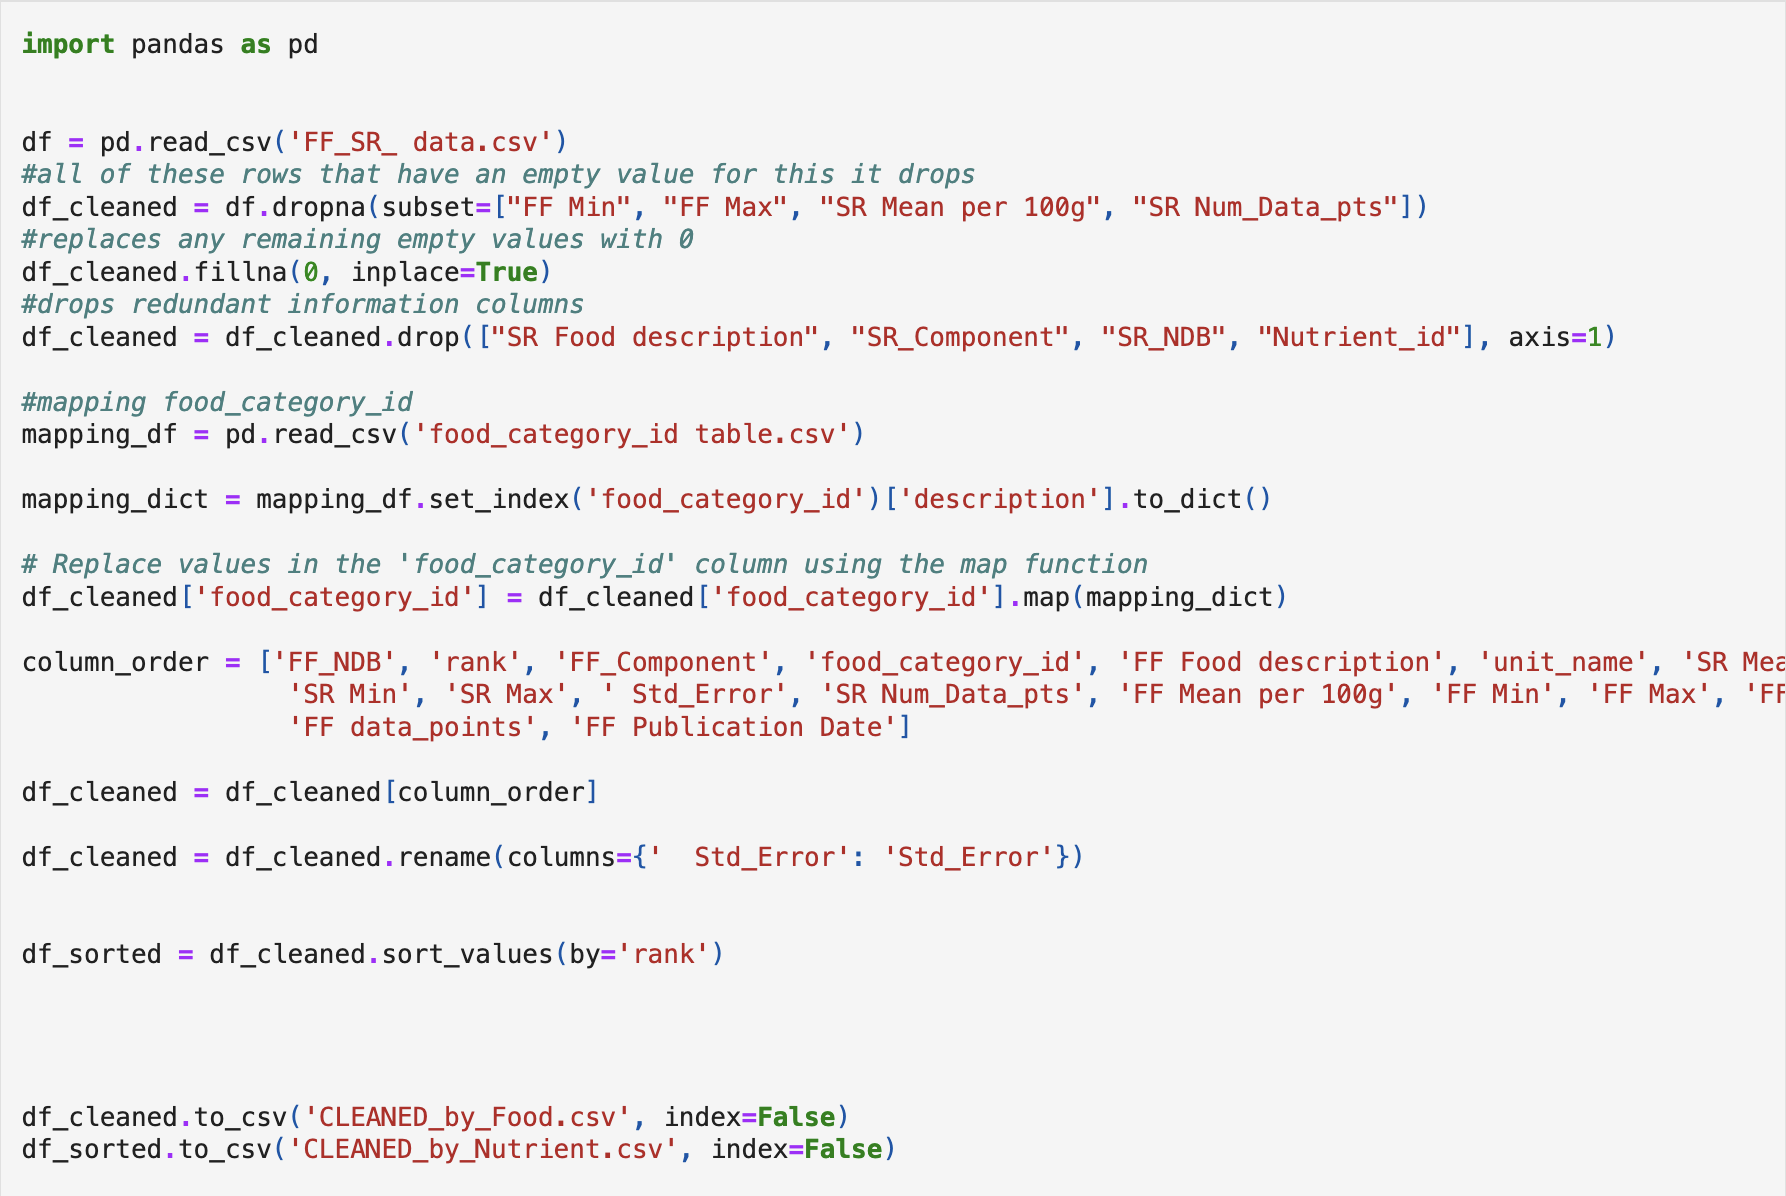 import pandas as pd
df = pd.read_csv('FF_SR_ data.csv')
#all of these rows that have an empty value for this it drops
df_cleaned = df.dropna(subset=["FF Min", "FF Max", "SR Mean per 100g", "SR Num_Data_pts"])
#replaces any remaining empty values with 0
df_cleaned.fillna(0, inplace=True)
#drops redundant information columns
df_cleaned = df_cleaned.drop(["SR Food description", "SR_Component", "SR_NDB", "Nutrient_id"], axis=1)
#mapping food_category_id
mapping_df = pd.read_csv('food_category_id table.csv')
mapping_dict = mapping_df.set_index('food_category_id')['description'].to_dict()
# Replace values in the 'food_category_id' column using the map function
df_cleaned['food_category_id'] = df_cleaned['food_category_id'].map(mapping_dict)
column_order = ['FF_NDB', 'rank', 'FF_Component', 'food_category_id', 'FF Food description', 'unit_name', 'SR Mea
'SR Min', 'SR Max', ' Std_Error', 'SR Num_Data_pts', 'FF Mean per 100g', 'FF Min', 'FF Max', 'FF
'FF data_points', 'FF Publication Date']
df_cleaned = df_cleaned[column_order]
df_cleaned = df_cleaned.rename(columns={'  Std_Error': 'Std_Error'})
df_sorted = df_cleaned.sort_values(by='rank')
df_cleaned.to_csv('CLEANED_by_Food.csv', index=False)
df_sorted.to_csv('CLEANED_by_Nutrient.csv', index=False)